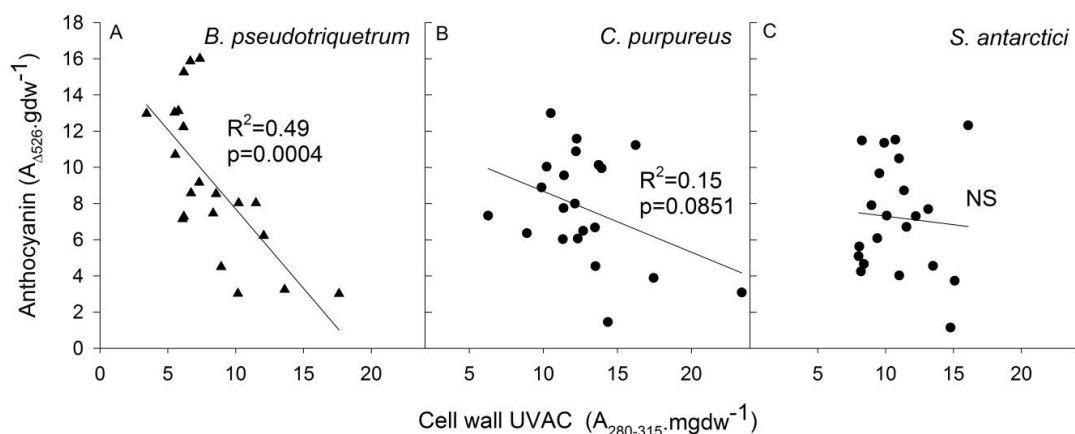 A
B. pseudotriquetrum
B
C. purpureus
C
S. antarctici
R²=0.49
p=0.0004
R²=0.15
p=0.0851
NS
Anthocyanin (A_Δ526.gdw⁻¹)
18
16
14
12
10
8
6
4
2
0
0 5 10 15 20
5 10 15 20
5 10 15 20
Cell wall UVAC (A₂₈₀₋₃₁₅.mgdw⁻¹)